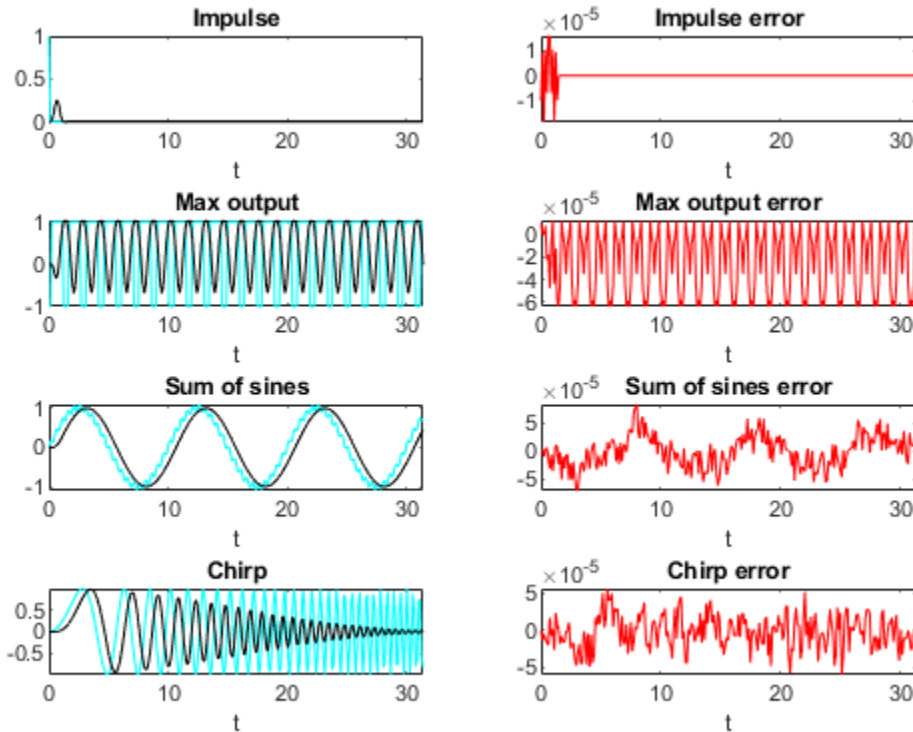 Impulse
1
0.5
0
0 10 20 30
t
Impulse error
×10-5
1
0
-1
0 10 20 30
t
Max output
1
0
-1
0 10 20 30
t
Max output error
×10-5
0
-2
-4
-6
0 10 20 30
t
Sum of sines
1
0
-1
0 10 20 30
t
Sum of sines error
×10-5
5
0
-5
0 10 20 30
t
Chirp
0.5
0
-0.5
0 10 20 30
t
Chirp error
×10-5
5
0
-5
0 10 20 30
t